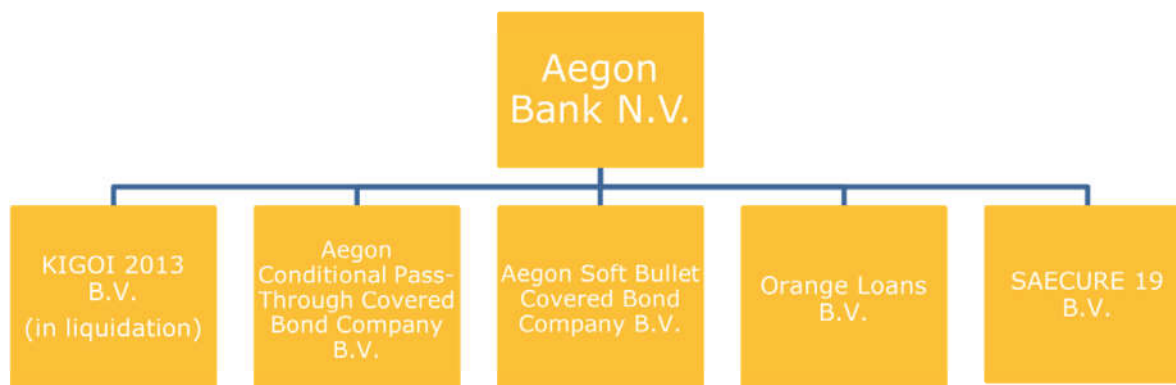 Aegon
Bank N.V.
KIGOI 2013
B.V.
(in liquidation)
Aegon
Conditional Pass-
Through Covered
Bond Company
B.V.
Aegon Soft Bullet
Covered Bond
Company B.V.
Orange Loans
B.V.
SAECURE 19
B.V.